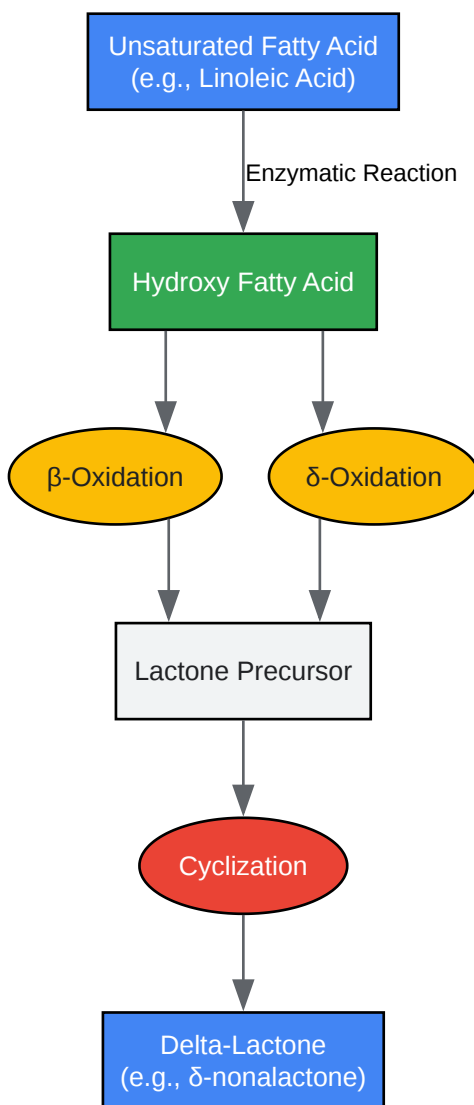 Unsaturated Fatty Acid
(e.g., Linoleic Acid)
Enzymatic Reaction
Hydroxy Fatty Acid
β-Oxidation
δ-Oxidation
Lactone Precursor
Cyclization
Delta-Lactone
(e.g., δ-nonalactone)